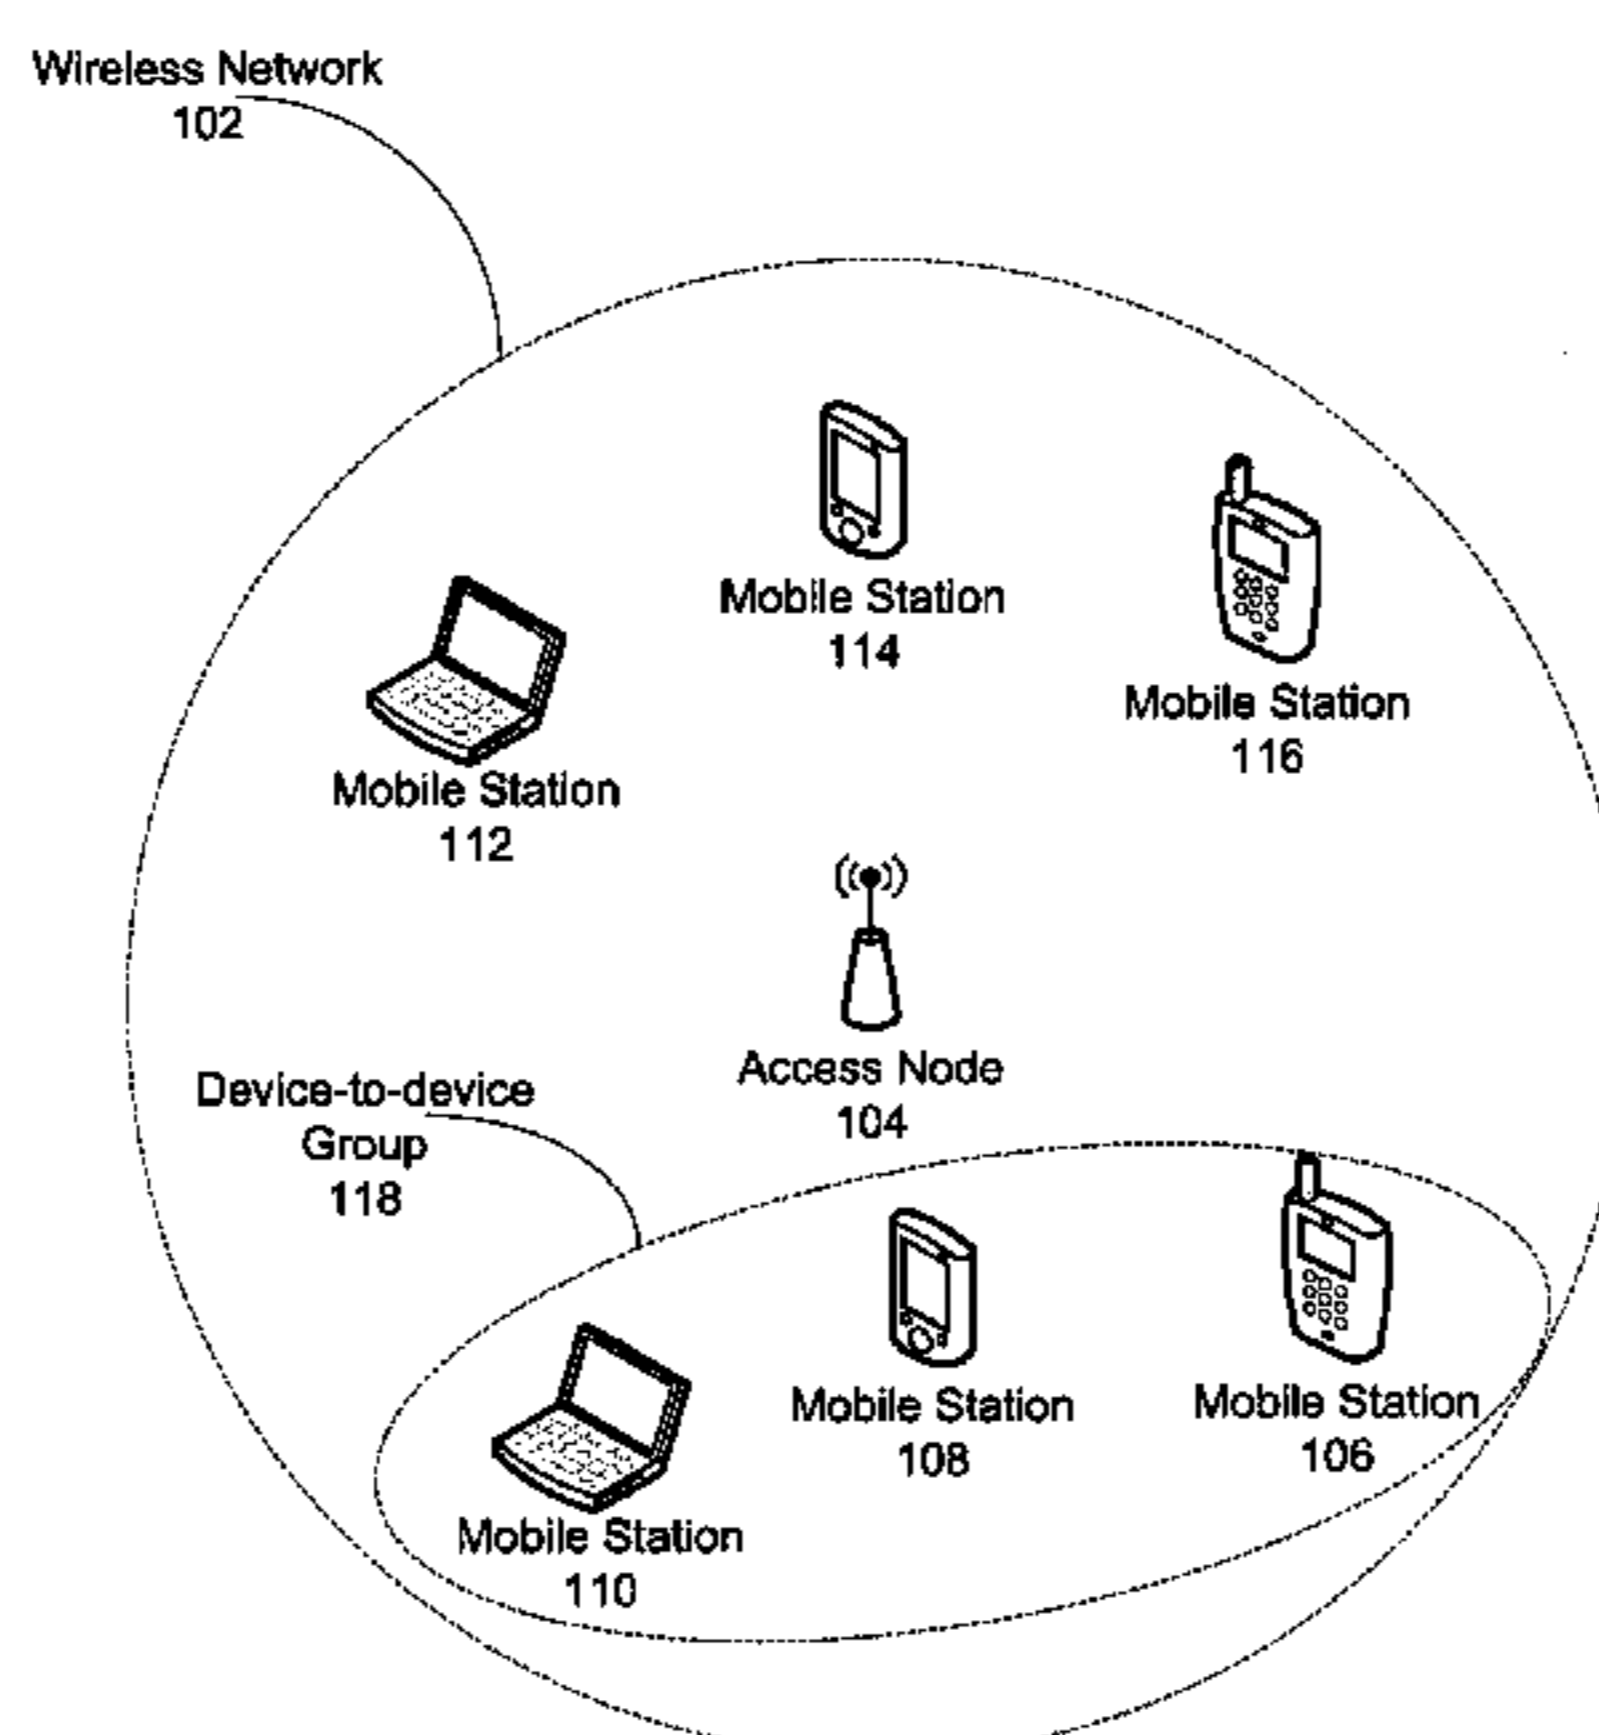 Wireless Network
102
Mobile Station
114
Mobile Station
116
Mobile Station
112
Access Node
104
Device-to-device
Group
118
Mobile Station
108
Mobile Station
106
Mobile Station
110